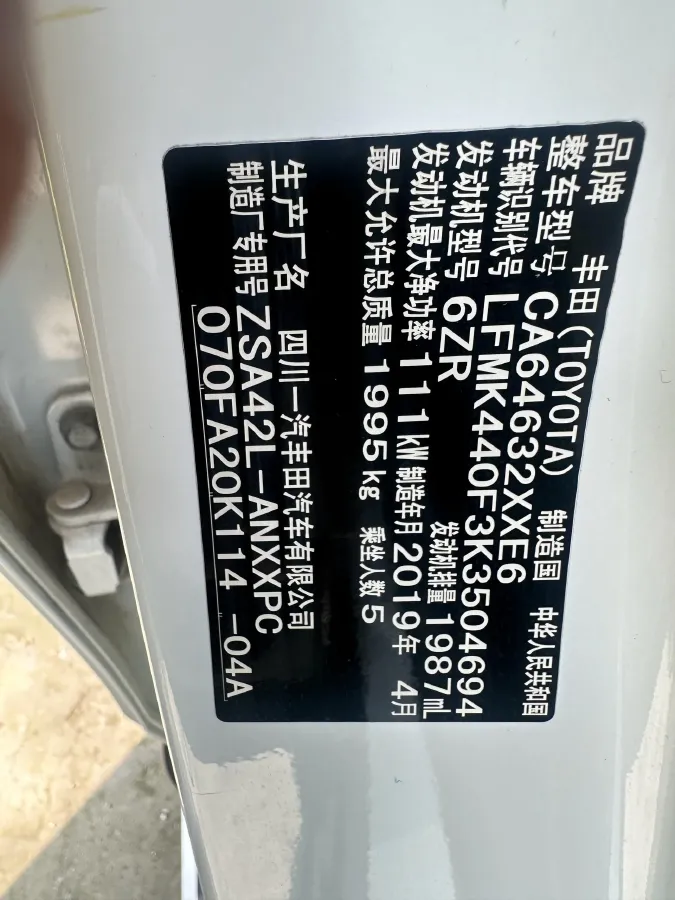 品牌 丰田(TOYOTA) 制造国 中华人民共和国
整车型号 CA64632XXE6
车辆识别代号 LFMK440F3K3504694
发动机型号 6ZR 发动机排量 1987mL
发动机最大净功率 111kW 制造年月 2019年 4月
最大允许总质量 1995kg 乘坐人数 5
生产厂名 四川一汽丰田汽车有限公司
制造厂专用号 ZSA42L-ANXXPC
070FA20K114 -04A